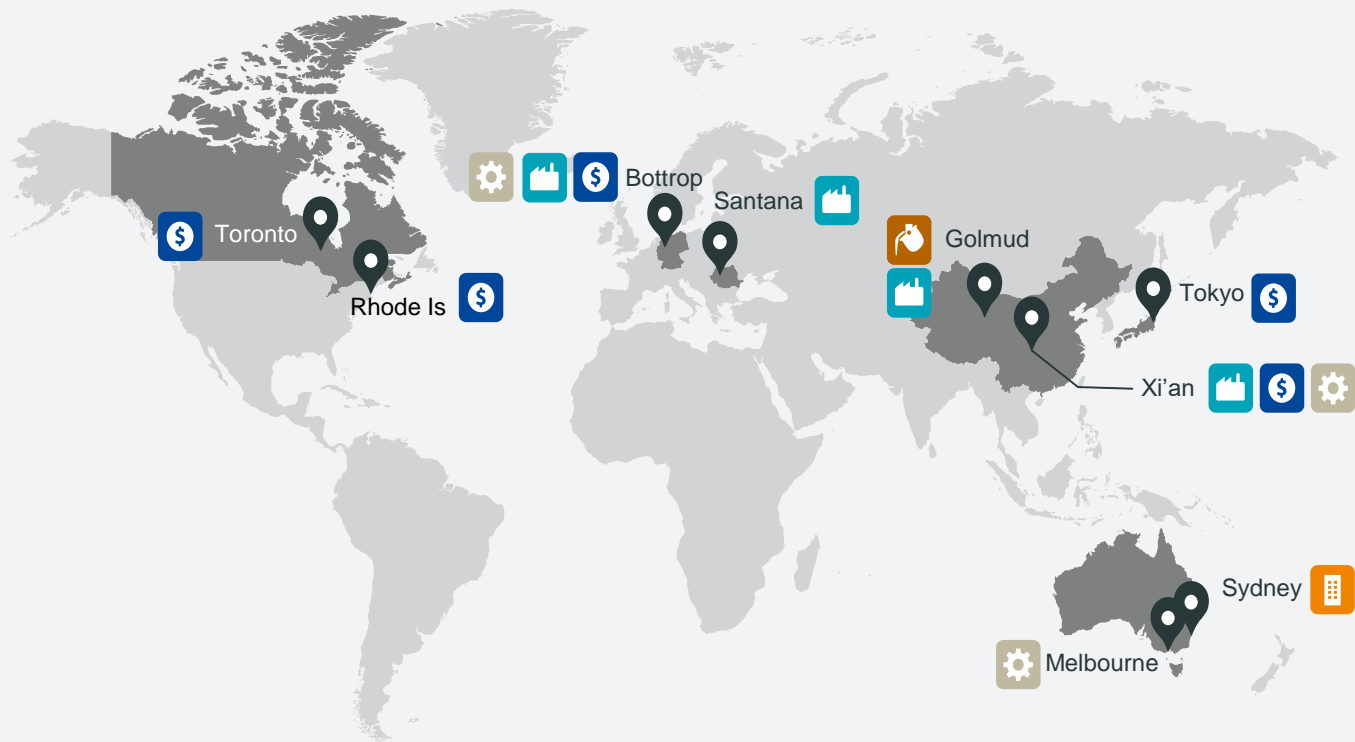 Bottrop
Santana
Toronto
Golmud
Rhode Is
Tokyo
Xi’an
Sydney
Melbourne